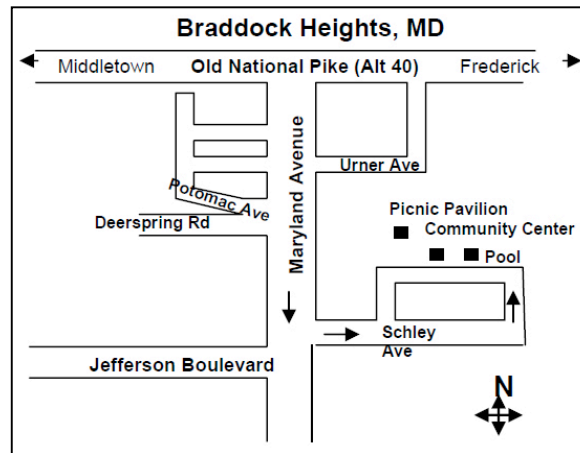 Braddock Heights, MD
Middletown Old National Pike (Alt 40) Frederick
Maryland Avenue
Urner Ave
Potomac Ave
Deerspring Rd
Picnic Pavilion
Community Center
Pool
Schley
Ave
Jefferson Boulevard
N